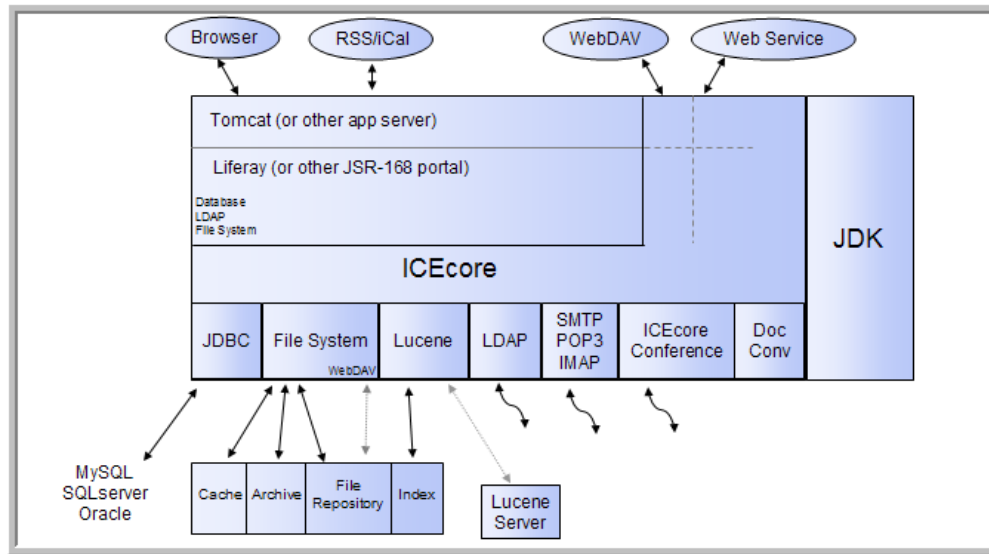 Browser
RSS/iCal
WebDAV
Web Service
Tomcat (or other app server)
Liferay (or other JSR-168 portal)
Database
LDAP
File System
JDK
ICEcore
JDBC
File System
WebDAV
Lucene
LDAP
SMTP
POP3
IMAP
ICEcore
Conference
Doc
Conv
MySQL
SQLserver
Oracle
Cache
Archive
File
Repository
Index
Lucene
Server